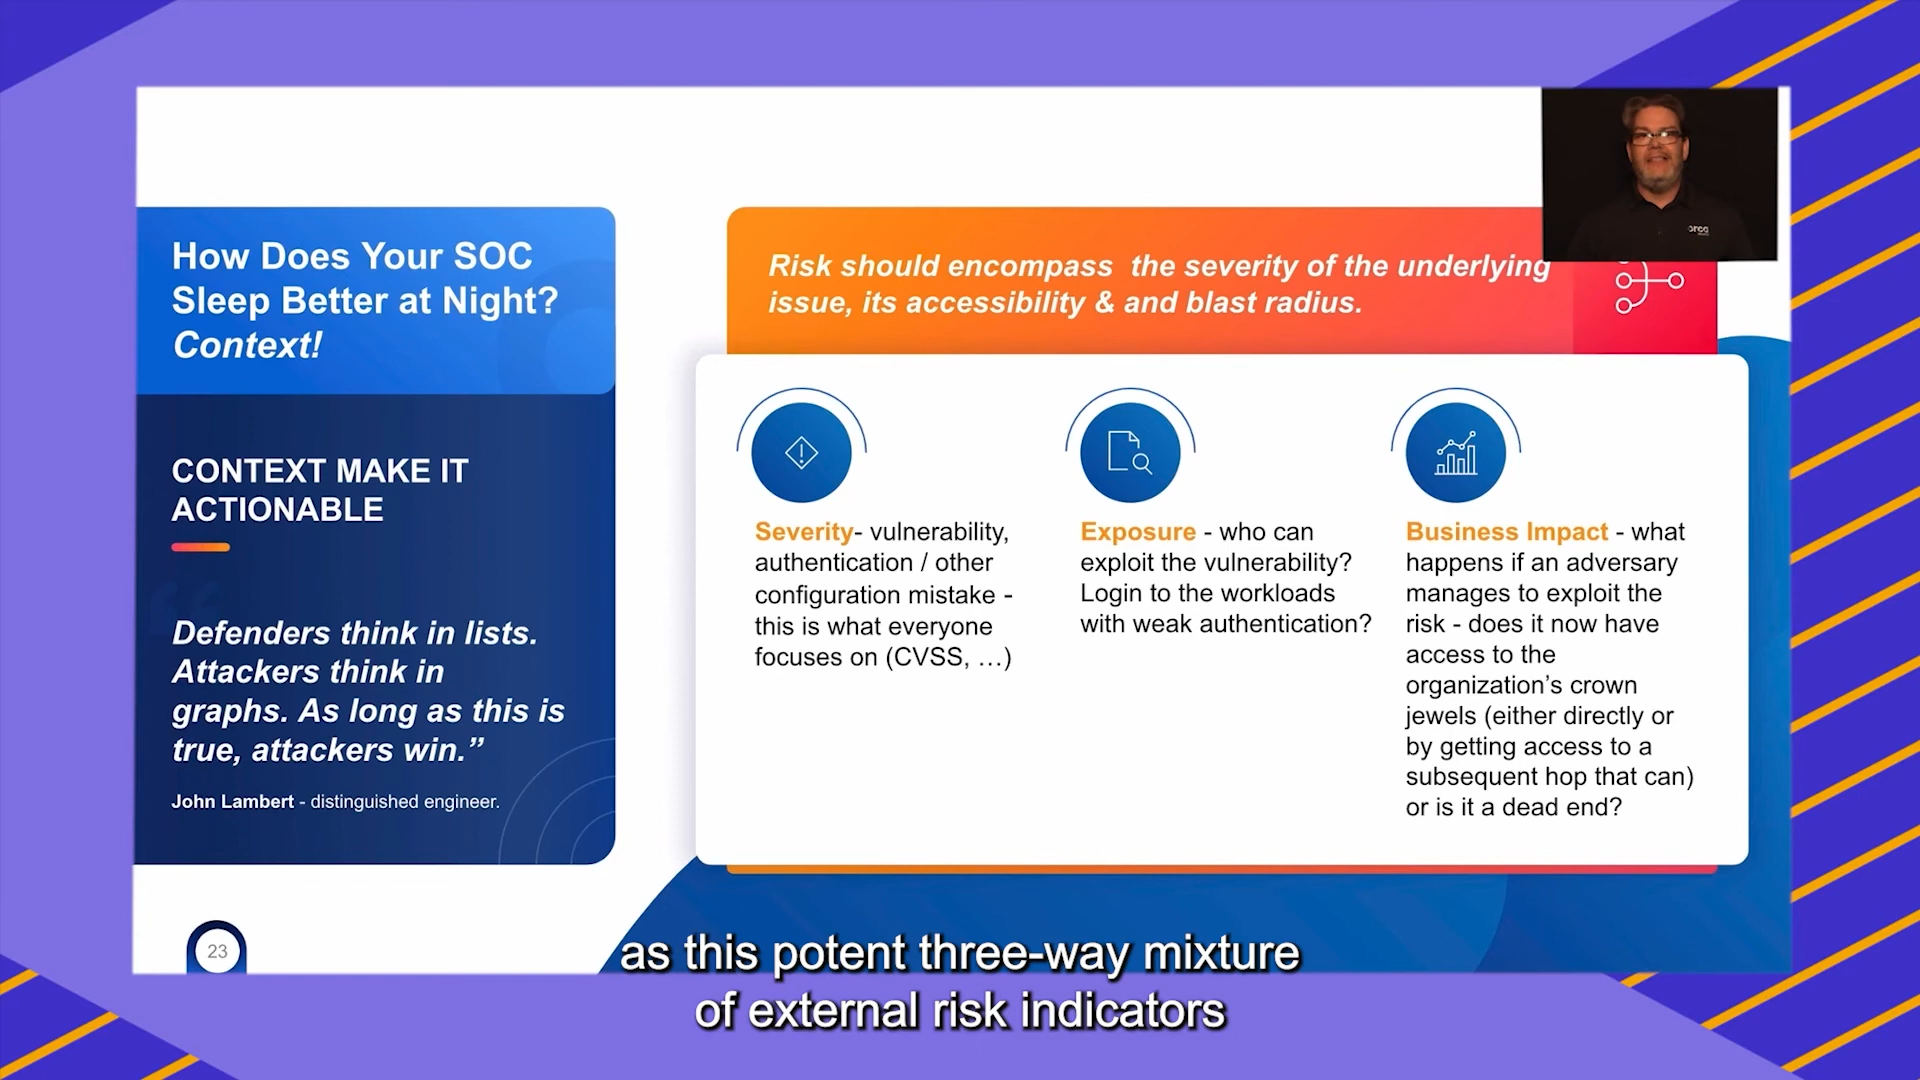 How Does Your SOC
Sleep Better at Night?
Context!
CONTEXT MAKE IT
ACTIONABLE
Defenders think in lists.
Attackers think in
graphs. As long as this is
true, attackers win.”
John Lambert - distinguished engineer.
23
Risk should encompass the severity of the underlying
issue, its accessibility & and blast radius.
Severity- vulnerability,
authentication / other
configuration mistake -
this is what everyone
focuses on (CVSS, …)
Exposure - who can
exploit the vulnerability?
Login to the workloads
with weak authentication?
Business Impact - what
happens if an adversary
manages to exploit the
risk - does it now have
access to the
organization’s crown
jewels (either directly or
by getting access to a
subsequent hop that can)
or is it a dead end?
orca
as this potent three-way mixture
of external risk indicators